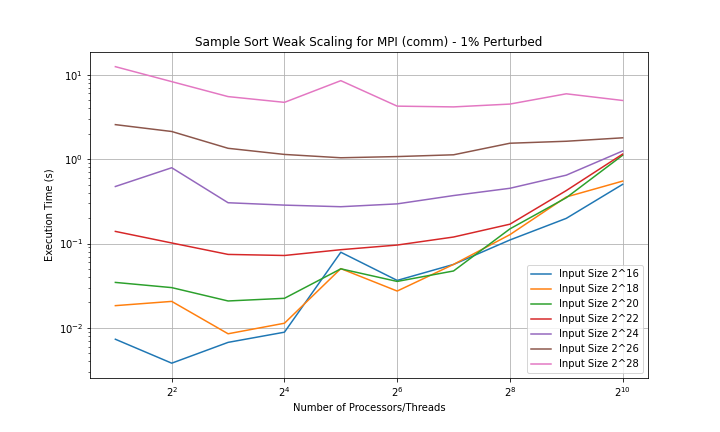 Sample Sort Weak Scaling for MPI (comm) - 1% Perturbed
Execution Time (s)
10¹
10⁰
10⁻¹
10⁻²
Input Size 2^16
Input Size 2^18
Input Size 2^20
Input Size 2^22
Input Size 2^24
Input Size 2^26
Input Size 2^28
2² 2⁴ 2⁶ 2⁸ 2¹⁰
Number of Processors/Threads